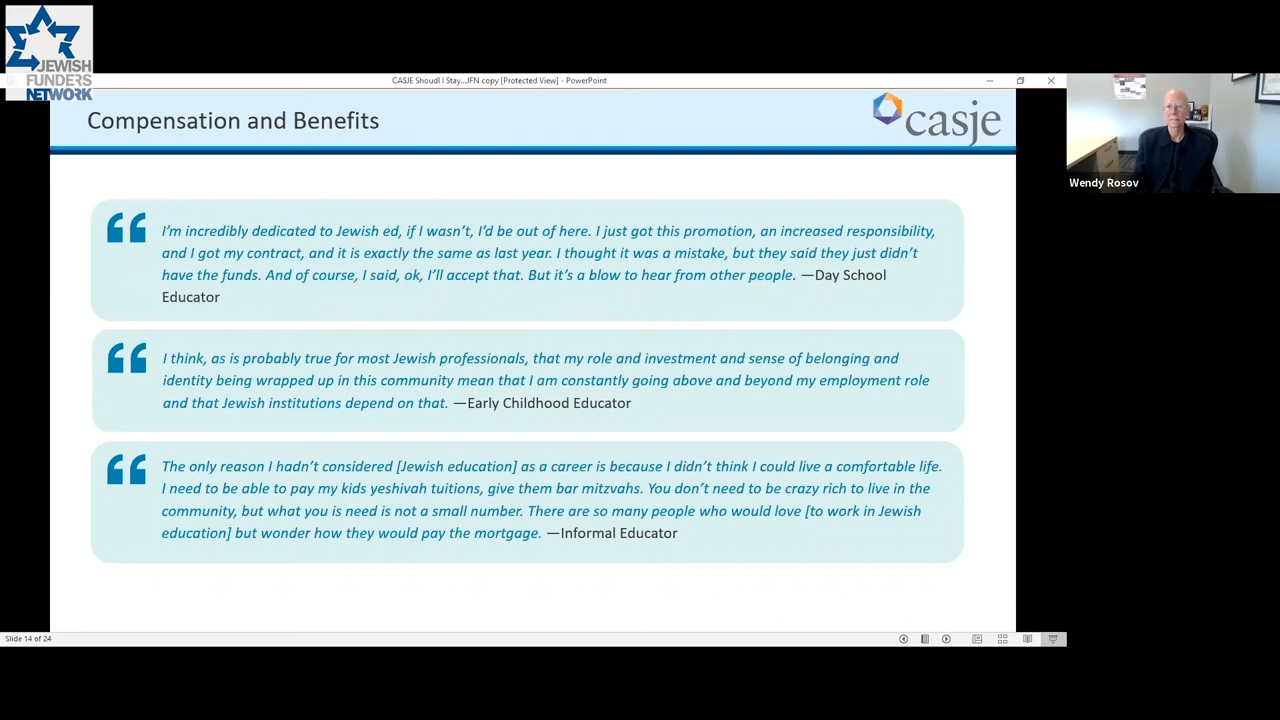 JEWISH
FUNDERS
NETWORK
CASJE Shoudl I Stay...JFN copy [Protected View] - PowerPoint
Compensation and Benefits
casje
I'm incredibly dedicated to Jewish ed, if I wasn't, I'd be out of here. I just got this promotion, an increased responsibility,
and I got my contract, and it is exactly the same as last year. I thought it was a mistake, but they said they just didn't
have the funds. And of course, I said, ok, I'll accept that. But it's a blow to hear from other people. —Day School
Educator
I think, as is probably true for most Jewish professionals, that my role and investment and sense of belonging and
identity being wrapped up in this community mean that I am constantly going above and beyond my employment role
and that Jewish institutions depend on that. —Early Childhood Educator
The only reason I hadn't considered [Jewish education] as a career is because I didn't think I could live a comfortable life.
I need to be able to pay my kids yeshivah tuitions, give them bar mitzvahs. You don't need to be crazy rich to live in the
community, but what you is need is not a small number. There are so many people who would love [to work in Jewish
education] but wonder how they would pay the mortgage. —Informal Educator
Wendy Rosov
Slide 14 of 24